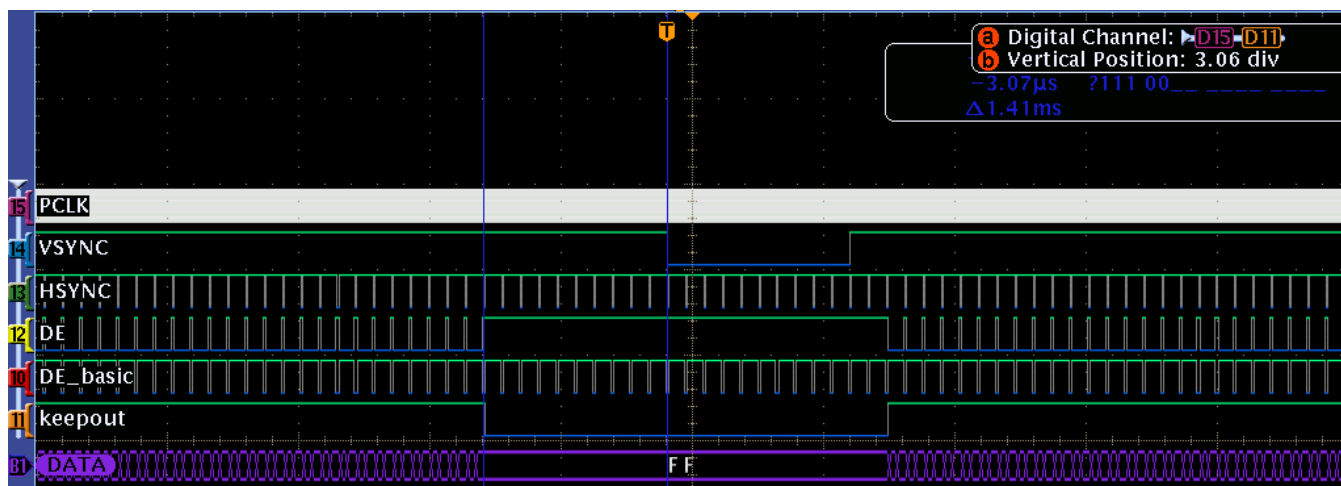 T
a Digital Channel: D15 D11
b Vertical Position: 3.06 div
−3.07µs ?111 00__ ____ ____
Δ1.41ms
15 PCLK
14 VSYNC
13 HSYNC
12 DE
10 DE_basic
11 keepout
B1 DATA FF